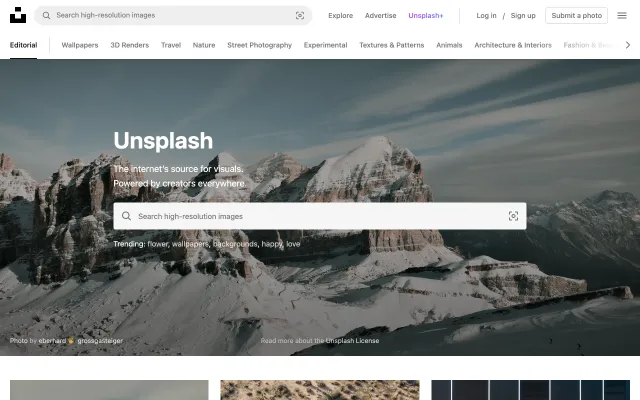 Search high-resolution images
Explore
Advertise
Unsplash+
Log in / Sign up
Submit a photo
Editorial
Wallpapers
3D Renders
Travel
Nature
Street Photography
Experimental
Textures & Patterns
Animals
Architecture & Interiors
Fashion &
Unsplash
The internet's source for visuals.
Powered by creators everywhere.
Search high-resolution images
Trending: flower, wallpapers, backgrounds, happy, love
Photo by eberhard 🖐 grossgasteiger
Read more about the Unsplash License